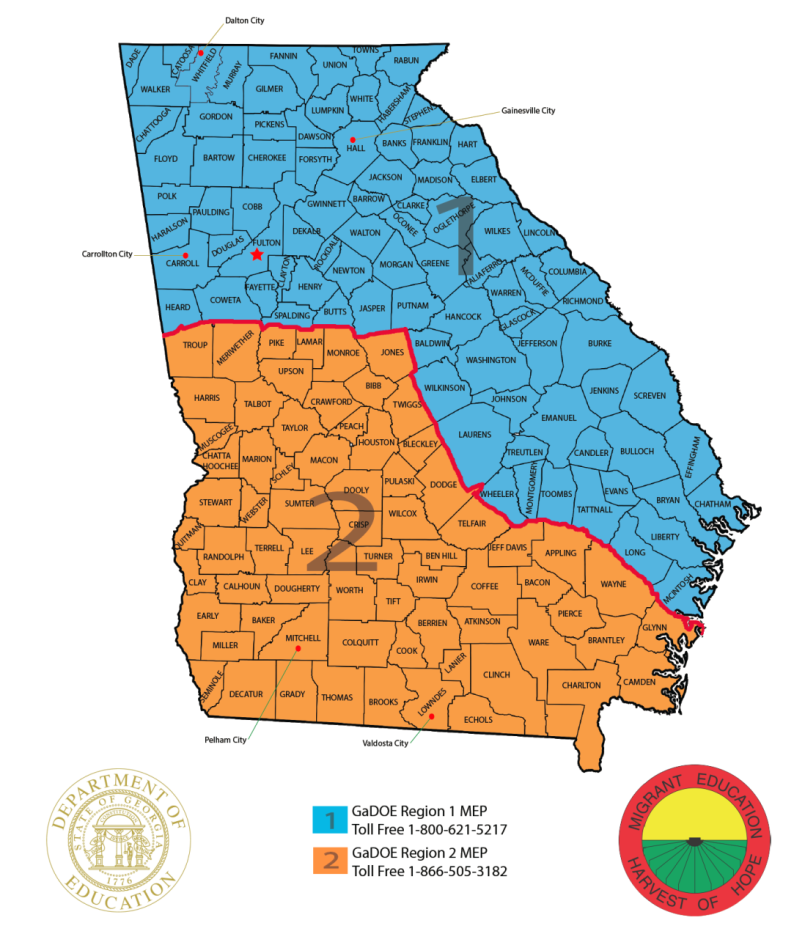 Dalton City
DADE
CATOOSA
WHITFIELD
MURRAY
FANNIN
UNION
TOWNS
RABUN
WALKER
GILMER
WHITE
HABERSHAM
STEPHENS
LUMPKIN
CHATTOOGA
GORDON
PICKENS
DAWSON
Gainesville City
HALL
BANKS
FRANKLIN
HART
FLOYD
BARTOW
CHEROKEE
FORSYTH
JACKSON
MADISON
ELBERT
POLK
PAULDING
COBB
GWINNETT
BARROW
CLARKE
OCONEE
OGLETHORPE
1
WILKES
LINCOLN
HARALSON
DOUGLAS
FULTON
DEKALB
ROCKDALE
WALTON
Carrollton City
CARROLL
CLAYTON
NEWTON
MORGAN
GREENE
TALIAFERRO
MCDUFFIE
COLUMBIA
FAYETTE
HENRY
WARREN
RICHMOND
HEARD
COWETA
SPALDING
BUTTS
JASPER
PUTNAM
HANCOCK
GLASCOCK
TROUP
MERIWETHER
PIKE
LAMAR
MONROE
JONES
BALDWIN
WASHINGTON
JEFFERSON
BURKE
UPSON
BIBB
WILKINSON
JOHNSON
JENKINS
SCREVEN
HARRIS
TALBOT
CRAWFORD
TWIGGS
EMANUEL
MUSCOGEE
TAYLOR
PEACH
HOUSTON
BLECKLEY
LAURENS
TREUTLEN
CANDLER
BULLOCH
EFFINGHAM
CHATTA
HOOCHEE
MARION
SCHLEY
MACON
PULASKI
DODGE
WHEELER
MONTGOMERY
TOOMBS
EVANS
TATTNALL
BRYAN
CHATHAM
STEWART
WEBSTER
SUMTER
DOOLY
2
CRISP
WILCOX
TELFAIR
LIBERTY
QUITMAN
RANDOLPH
TERRELL
LEE
TURNER
BEN HILL
JEFF DAVIS
APPLING
LONG
CLAY
CALHOUN
DOUGHERTY
WORTH
IRWIN
COFFEE
BACON
WAYNE
MCINTOSH
EARLY
BAKER
TIFT
BERRIEN
ATKINSON
PIERCE
GLYNN
MILLER
MITCHELL
COLQUITT
COOK
LANIER
WARE
BRANTLEY
SEMINOLE
DECATUR
GRADY
THOMAS
BROOKS
LOWNDES
CLINCH
CHARLTON
CAMDEN
ECHOLS
Pelham City
Valdosta City
DEPARTMENT OF
EDUCATION
STATE OF GEORGIA
1776
1 GaDOE Region 1 MEP
Toll Free 1-800-621-5217
2 GaDOE Region 2 MEP
Toll Free 1-866-505-3182
MIGRANT EDUCATION
HARVEST OF HOPE